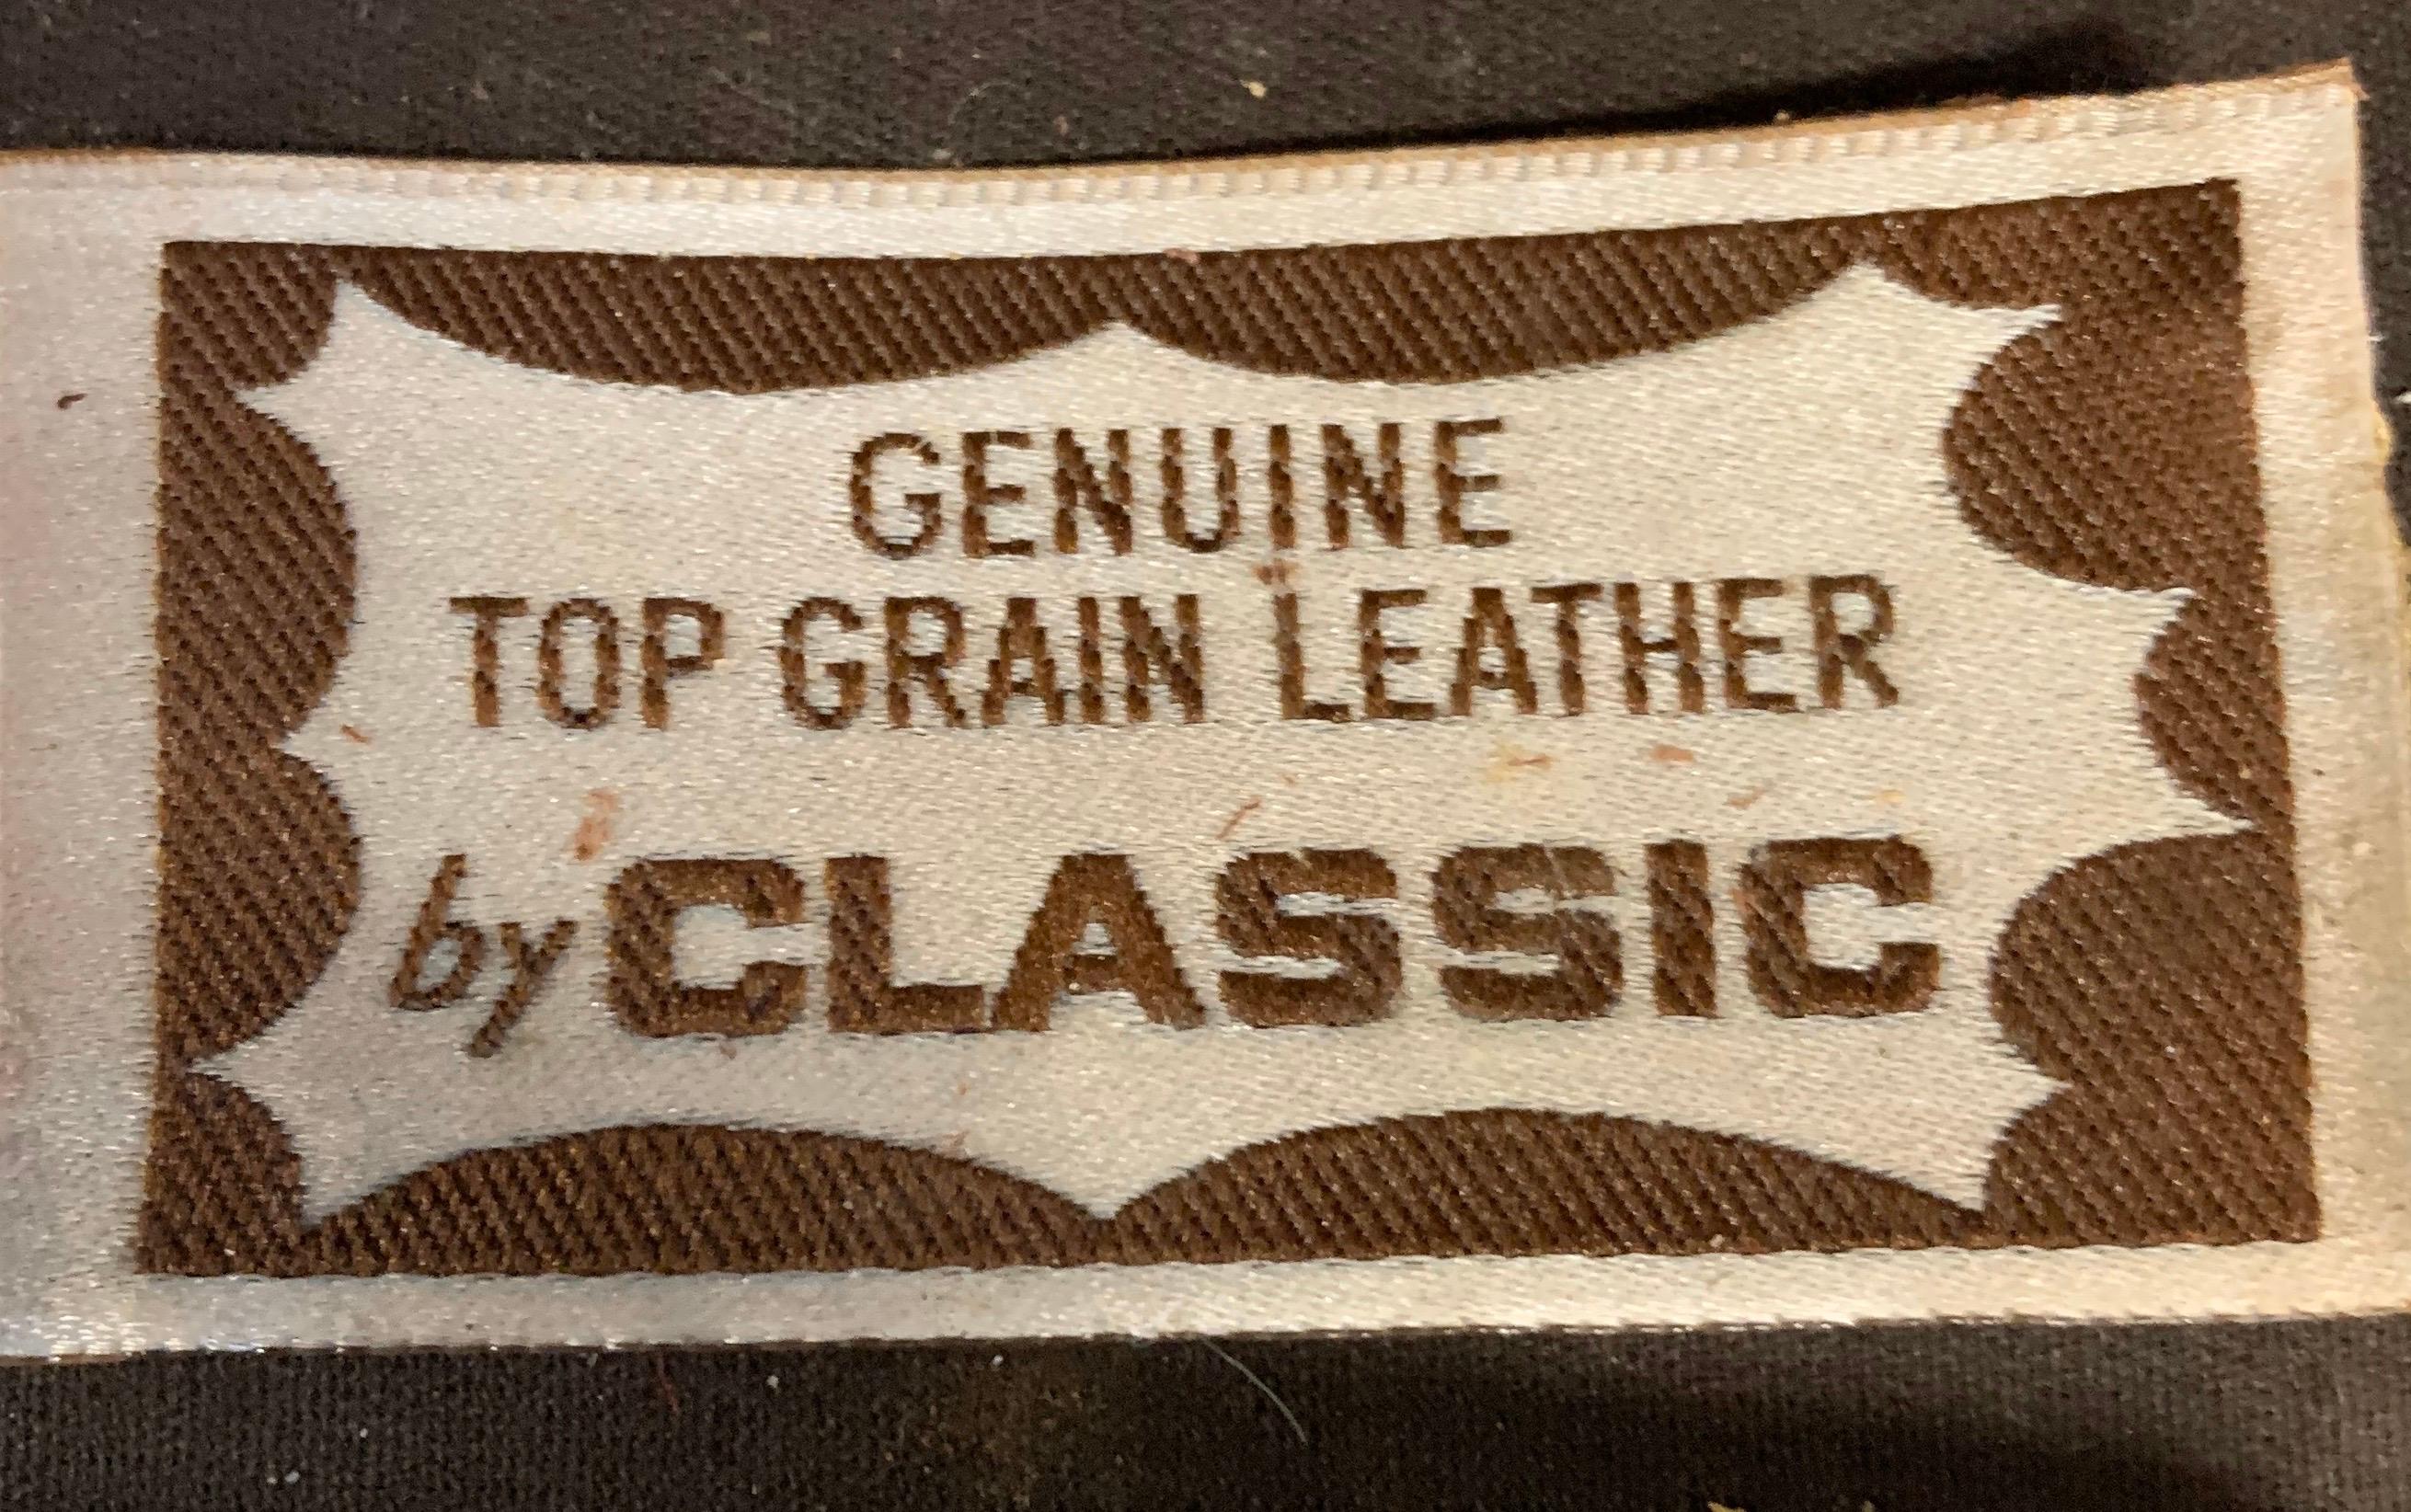 GENUINE
TOP GRAIN LEATHER
by CLASSIC